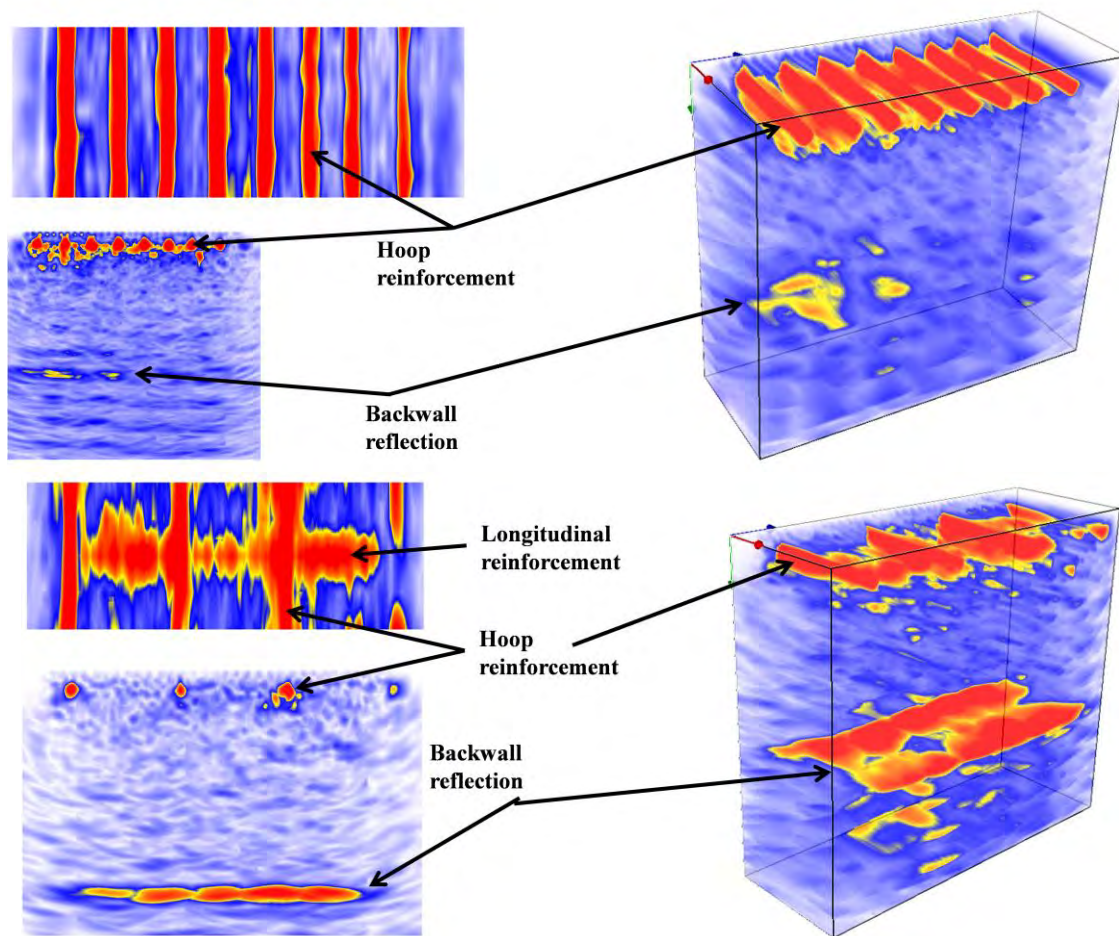 Hoop
reinforcement
Backwall
reflection
Longitudinal
reinforcement
Hoop
reinforcement
Backwall
reflection